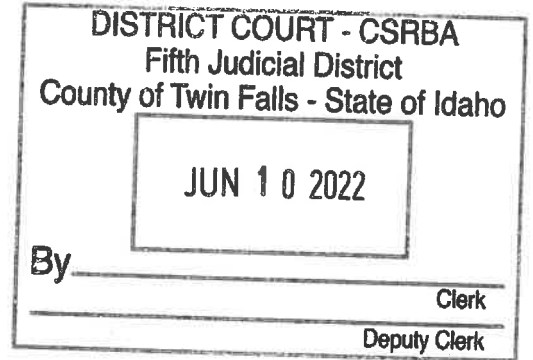 DISTRICT COURT - CSRBA
Fifth Judicial District
County of Twin Falls - State of Idaho
JUN 10 2022
By
Clerk
Deputy Clerk